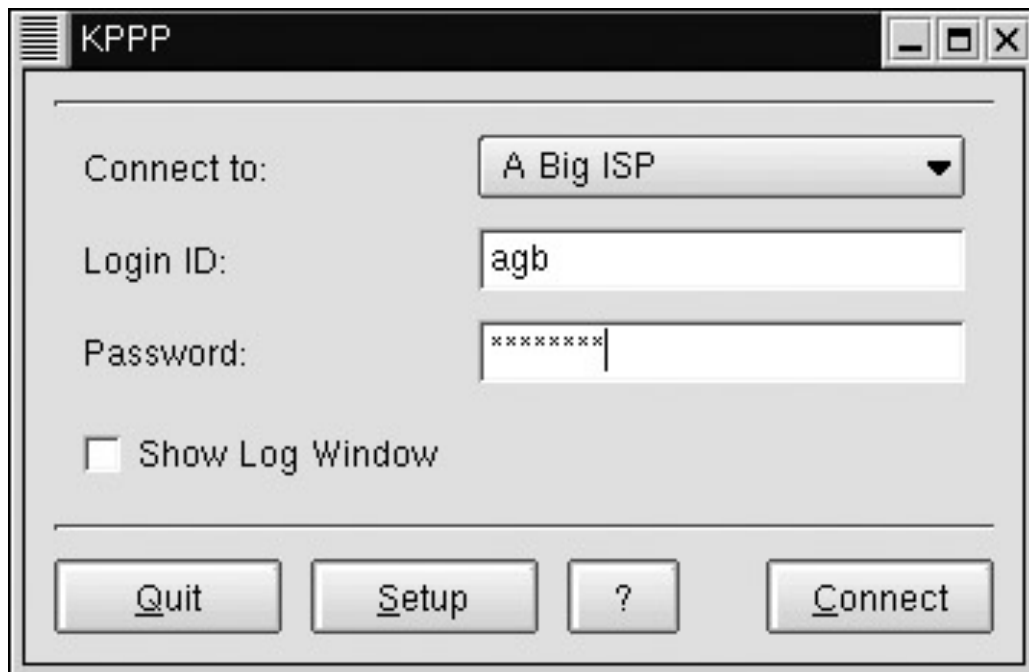 KPPP
Connect to: A Big ISP
Login ID: agb
Password: ********
Show Log Window
Quit Setup ? Connect